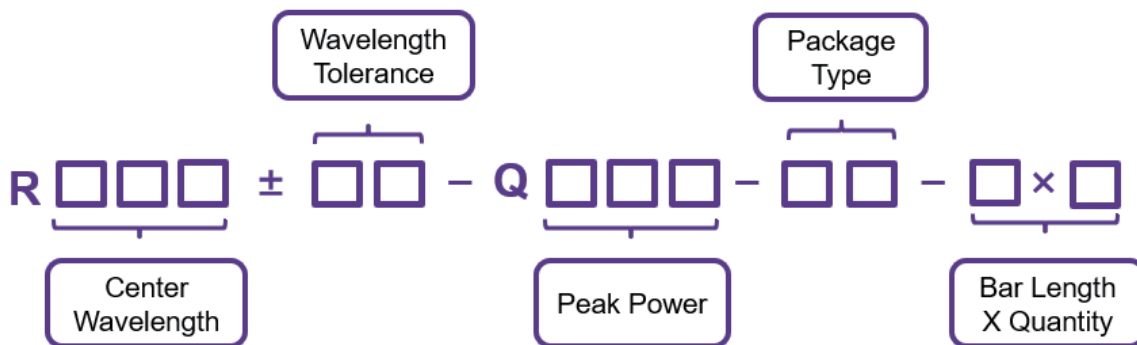 Wavelength
Tolerance
Package
Type
R □□□ ± □□ – Q □□□ – □□ – □ × □
Center
Wavelength
Peak Power
Bar Length
X Quantity